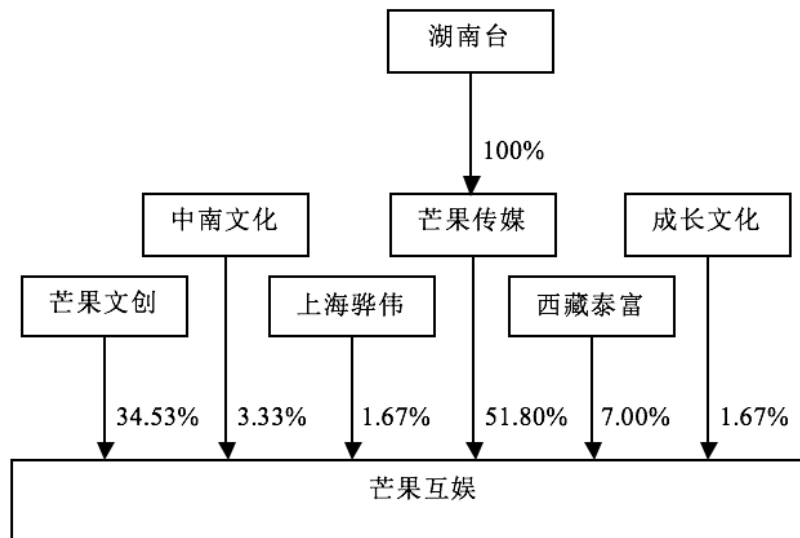 湖南台
100%
中南文化
芒果传媒
成长文化
芒果文创
上海骅伟
西藏泰富
34.53%
3.33%
1.67%
51.80%
7.00%
1.67%
芒果互娱